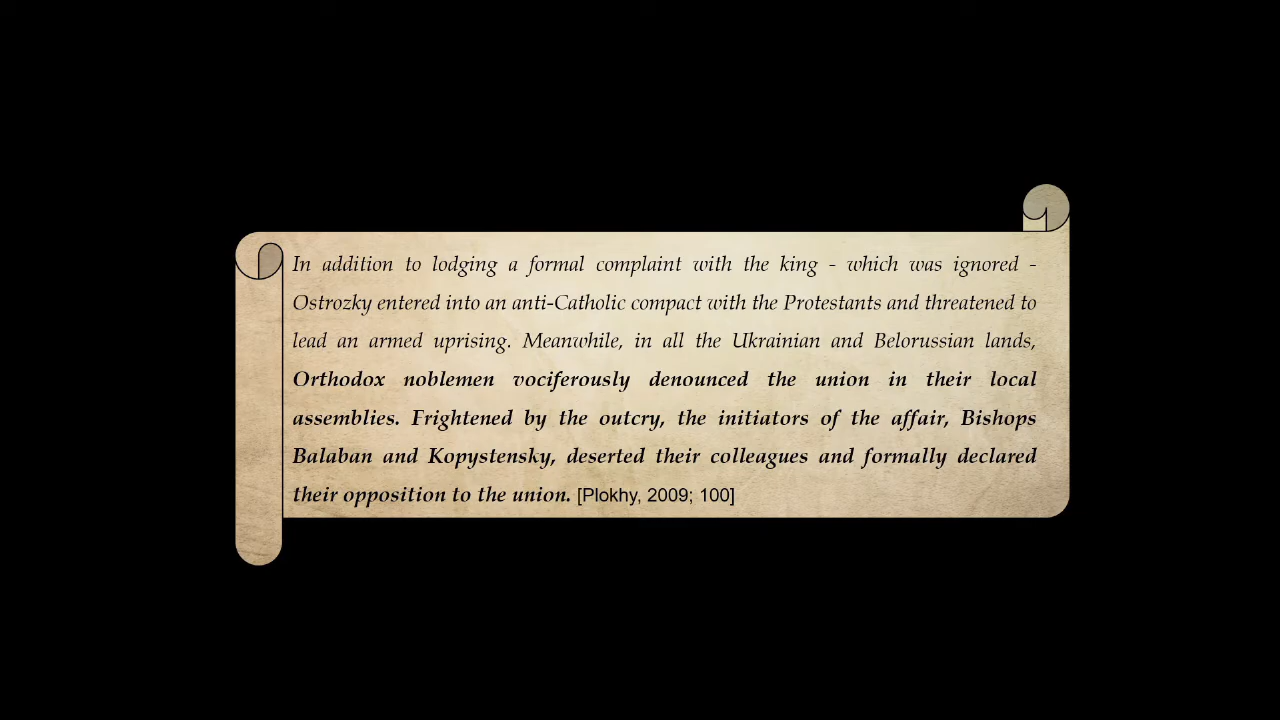 In addition to lodging a formal complaint with the king - which was ignored -
Ostrozky entered into an anti-Catholic compact with the Protestants and threatened to
lead an armed uprising. Meanwhile, in all the Ukrainian and Belorussian lands,
Orthodox noblemen vociferously denounced the union in their local
assemblies. Frightened by the outcry, the initiators of the affair, Bishops
Balaban and Kopystensky, deserted their colleagues and formally declared
their opposition to the union. [Plokhy, 2009; 100]